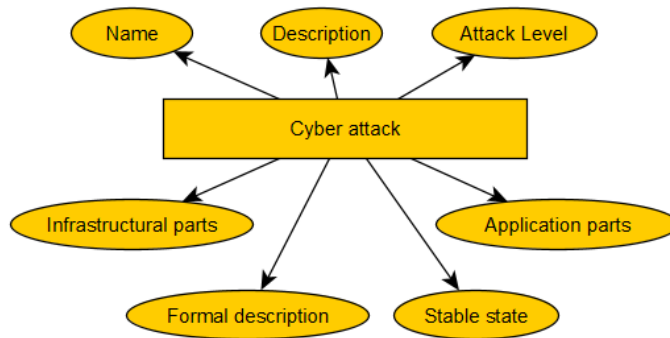 Name
Description
Attack Level
Cyber attack
Infrastructural parts
Application parts
Formal description
Stable state